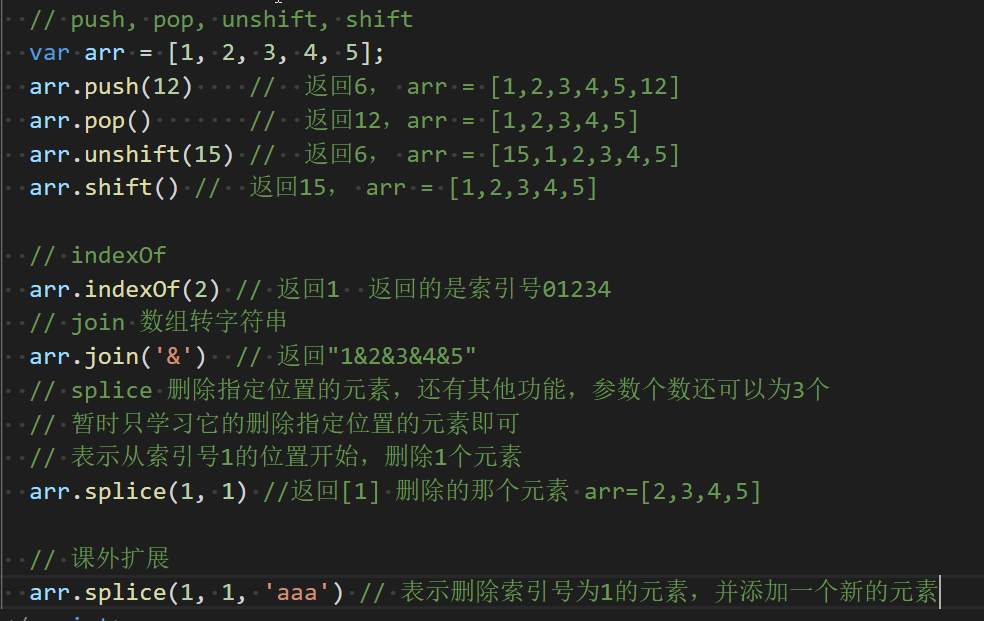 // push, pop, unshift, shift
var arr = [1, 2, 3, 4, 5];
arr.push(12) // 返回6， arr = [1,2,3,4,5,12]
arr.pop() // 返回12，arr = [1,2,3,4,5]
arr.unshift(15) // 返回6， arr = [15,1,2,3,4,5]
arr.shift() // 返回15， arr = [1,2,3,4,5]
// indexOf
arr.indexOf(2) // 返回1 返回的是索引号01234
// join 数组转字符串
arr.join('&') // 返回"1&2&3&4&5"
// splice 删除指定位置的元素，还有其他功能，参数个数还可以为3个
// 暂时只学习它的删除指定位置的元素即可
// 表示从索引号1的位置开始，删除1个元素
arr.splice(1, 1) //返回[1] 删除的那个元素 arr=[2,3,4,5]
// 课外扩展
arr.splice(1, 1, 'aaa') // 表示删除索引号为1的元素，并添加一个新的元素